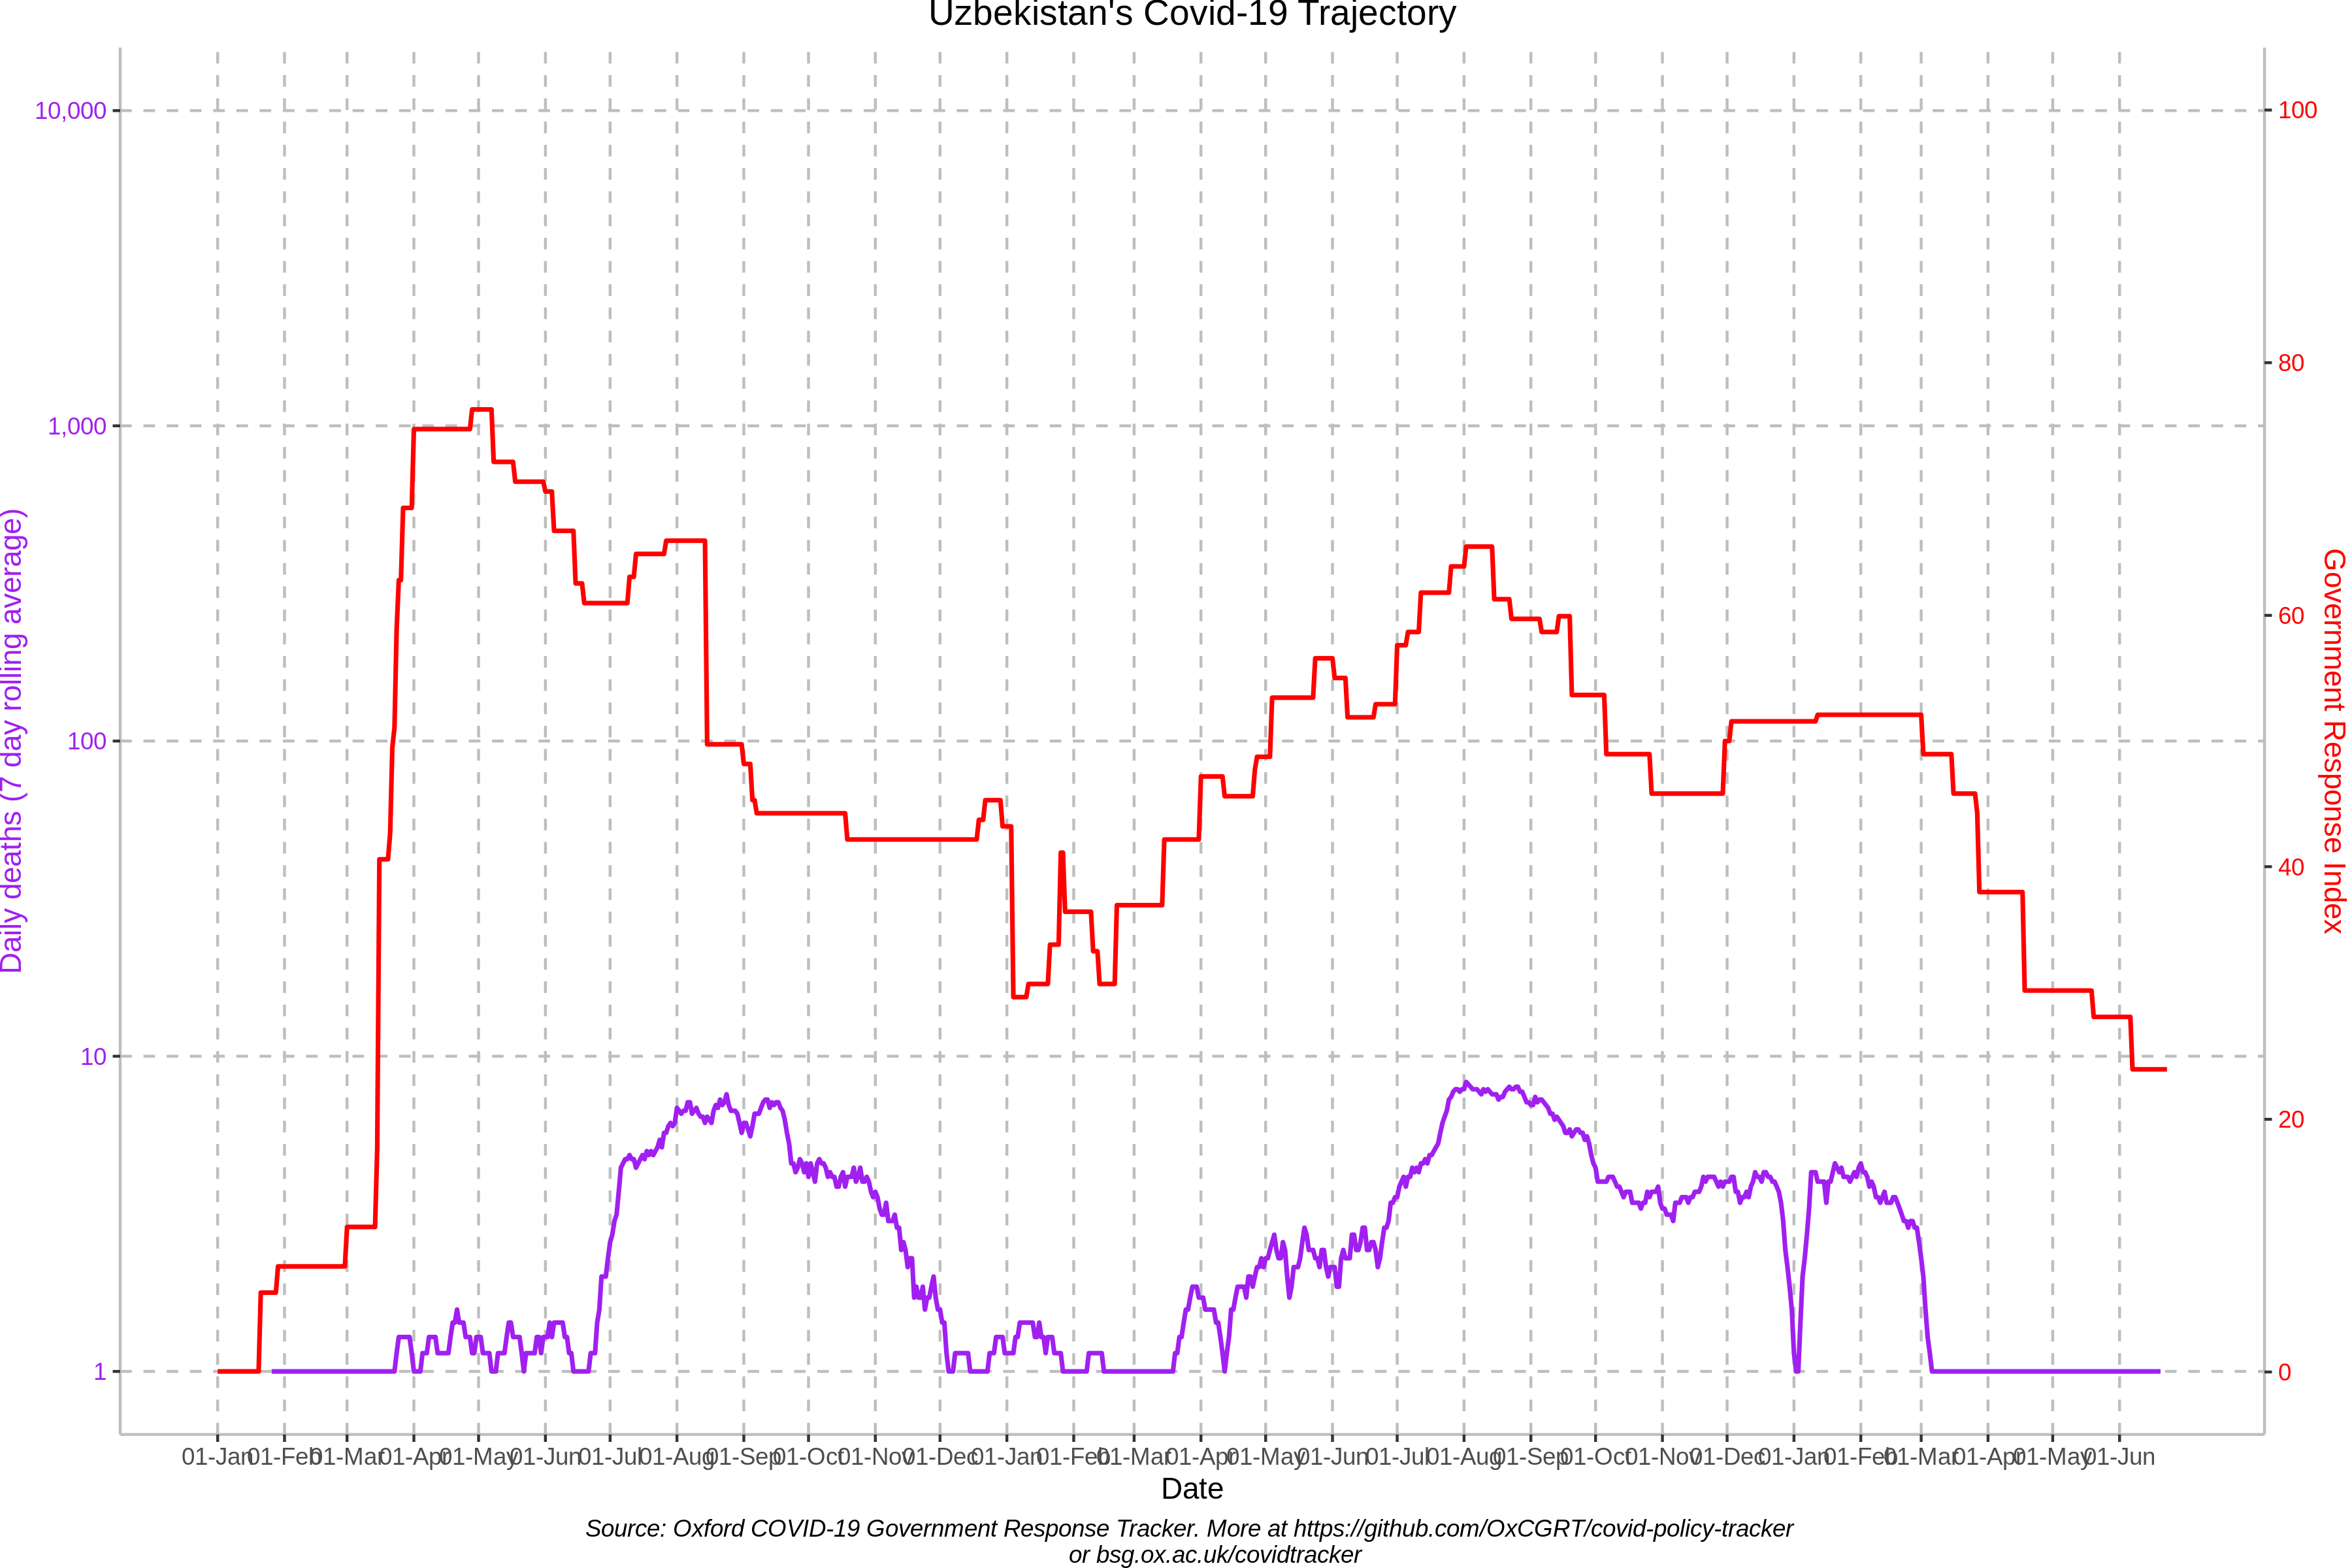 Uzbekistan's Covid-19 Trajectory
10,000
1,000
100
10
1
Daily deaths (7 day rolling average)
100
80
60
40
20
0
Government Response Index
01-Jan 01-Feb 01-Mar 01-Apr 01-May 01-Jun 01-Jul 01-Aug 01-Sep 01-Oct 01-Nov 01-Dec 01-Jan 01-Feb 01-Mar 01-Apr 01-May 01-Jun 01-Jul 01-Aug 01-Sep 01-Oct 01-Nov 01-Dec 01-Jan 01-Feb 01-Mar 01-Apr 01-May 01-Jun
Date
Source: Oxford COVID-19 Government Response Tracker. More at https://github.com/OxCGRT/covid-policy-tracker
or bsg.ox.ac.uk/covidtracker